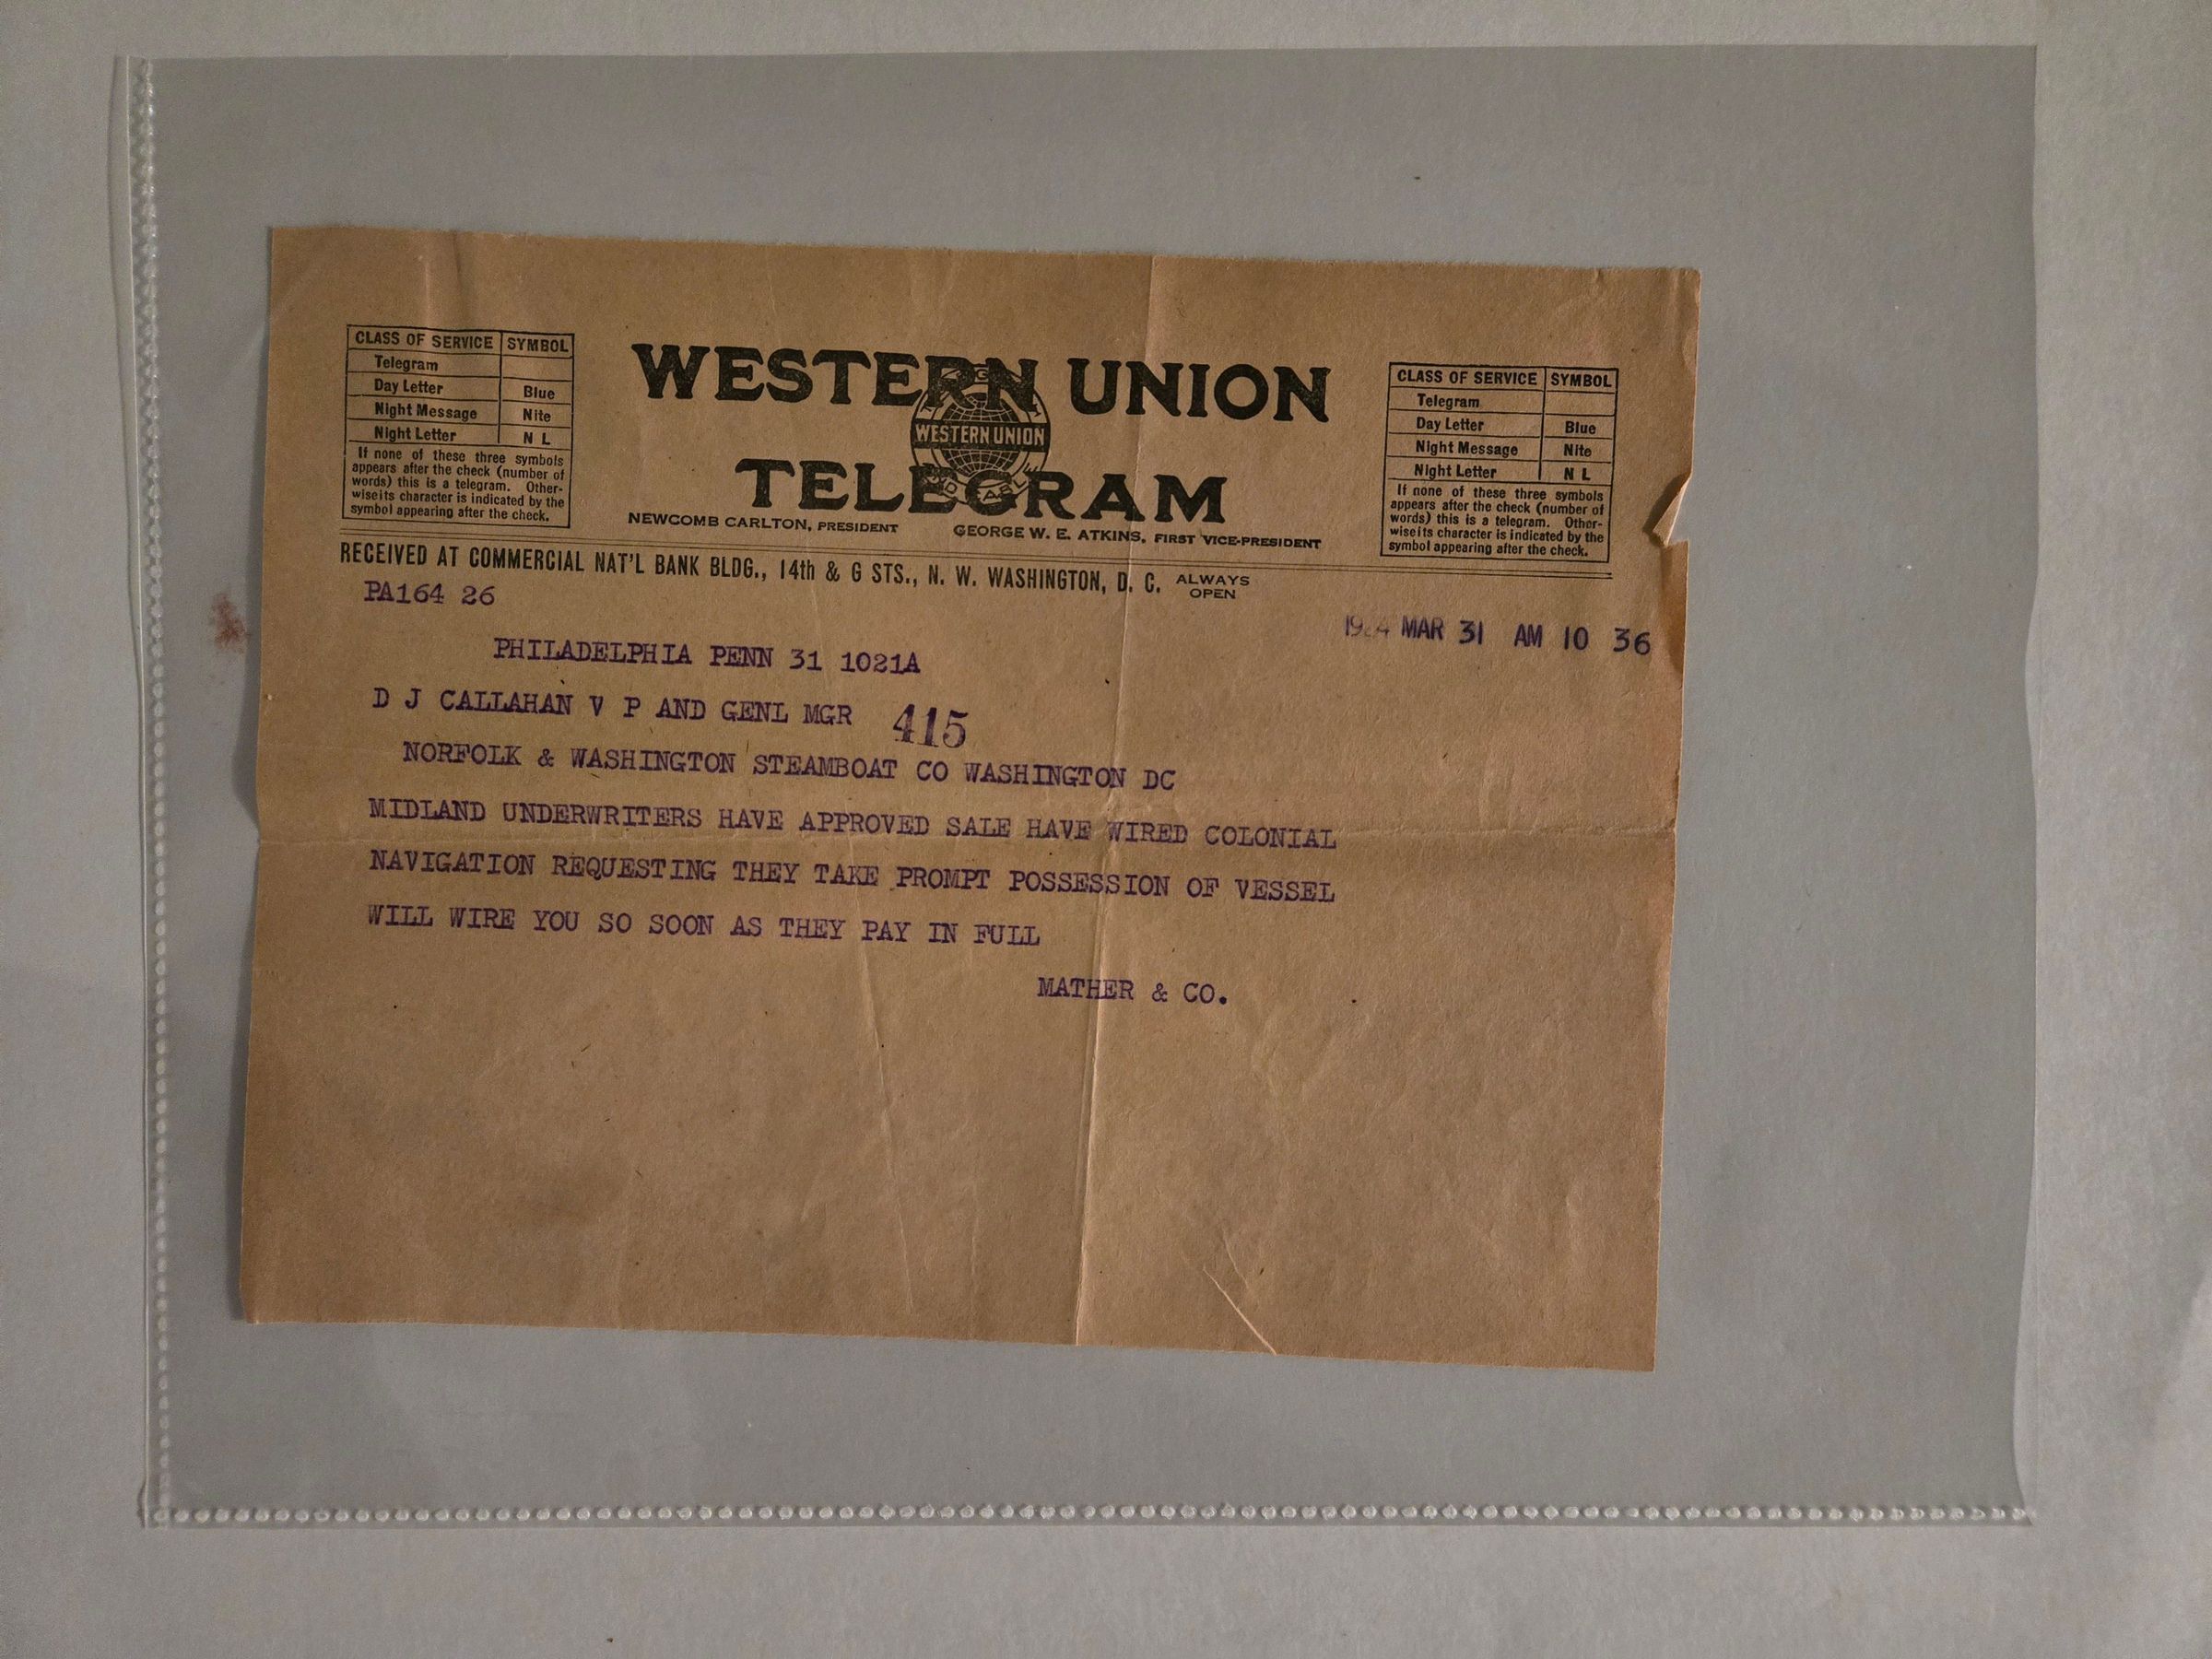 CLASS OF SERVICE SYMBOL
Telegram
Day Letter Blue
Night Message Nite
Night Letter N L
If none of these three symbols
appears after the check (number of
words) this is a telegram. Other-
wise its character is indicated by the
symbol appearing after the check.
WESTERN UNION
WESTERN UNION
TELEGRAM
NEWCOMB CARLTON, PRESIDENT GEORGE W. E. ATKINS, FIRST VICE-PRESIDENT
CLASS OF SERVICE SYMBOL
Telegram
Day Letter Blue
Night Message Nite
Night Letter N L
If none of these three symbols
appears after the check (number of
words) this is a telegram. Other-
wise its character is indicated by the
symbol appearing after the check.
RECEIVED AT COMMERCIAL NAT'L BANK BLDG., 14th & G STS., N. W. WASHINGTON, D. C. ALWAYS OPEN
PA164 26
MAR 31 AM 10 36
PHILADELPHIA PENN 31 1021A
D J CALLAHAN V P AND GENL MGR 415
NORFOLK & WASHINGTON STEAMBOAT CO WASHINGTON DC
MIDLAND UNDERWRITERS HAVE APPROVED SALE HAVE WIRED COLONIAL
NAVIGATION REQUESTING THEY TAKE PROMPT POSSESSION OF VESSEL
WILL WIRE YOU SO SOON AS THEY PAY IN FULL
MATHER & CO.